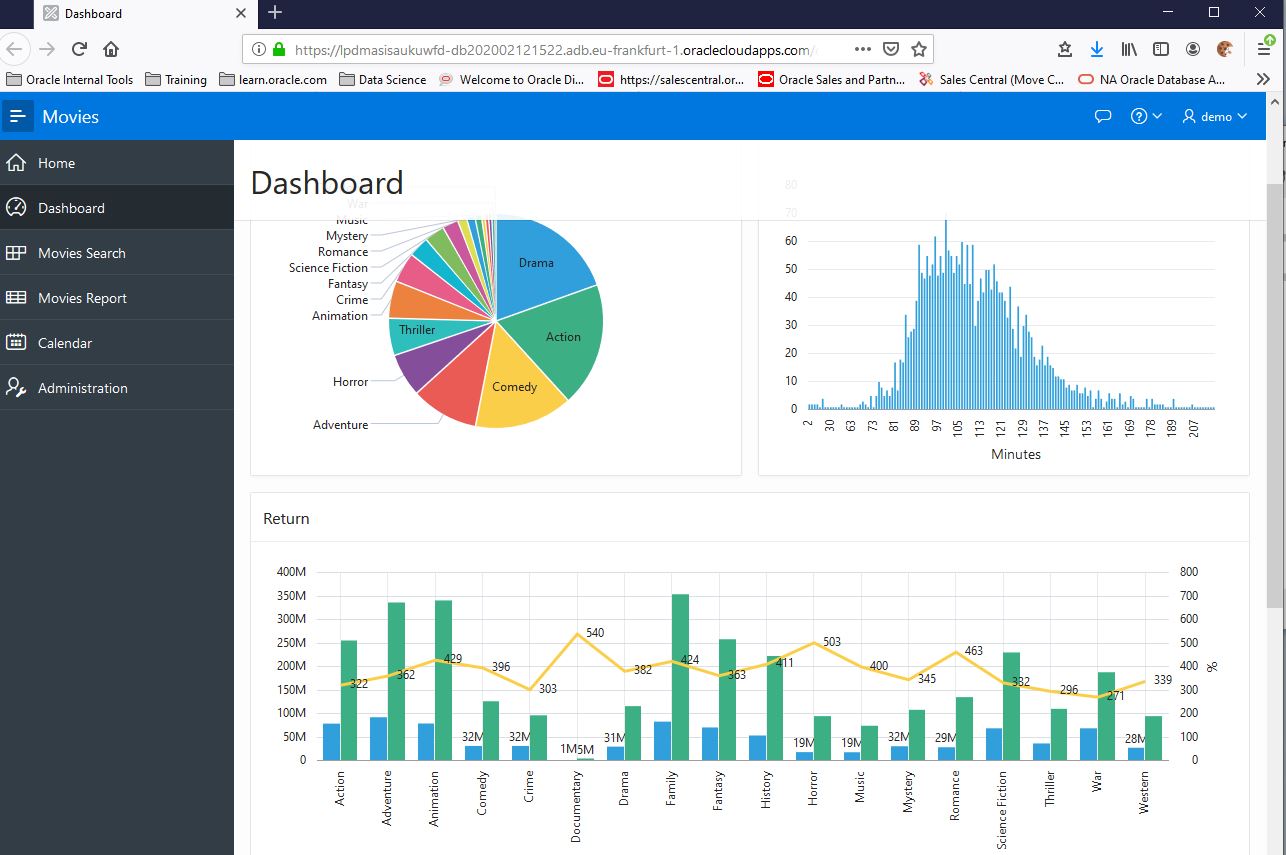 Dashboard
https://lpdmasisaukuwfd-db202002121522.adb.eu-frankfurt-1.oraclecloudapps.com/
Oracle Internal Tools Training learn.oracle.com Data Science Welcome to Oracle Di... https://salescentral.or... Oracle Sales and Partn... Sales Central (Move C... NA Oracle Database A...
Movies
demo
Home
Dashboard
Movies Search
Movies Report
Calendar
Administration
Dashboard
War
Music
Mystery
Romance
Science Fiction
Fantasy
Crime
Animation
Thriller
Horror
Adventure
Drama
Action
Comedy
80
70
60
50
40
30
20
10
0
2 30 63 73 81 89 97 105 113 121 129 137 145 153 161 169 178 189 207
Minutes
Return
400M 800
350M 700
300M 600
250M 500
200M 400
150M 300
100M 200
50M 100
0 0
%
322 362 429 396 303 540 382 424 363 411 503 400 345 463 332 296 271 339
32M 32M 1M 5M 31M 19M 19M 32M 29M 28M
Action Adventure Animation Comedy Crime Documentary Drama Family Fantasy History Horror Music Mystery Romance Science Fiction Thriller War Western